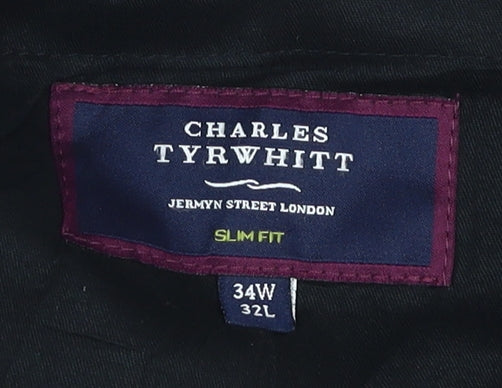 CHARLES
TYRWHITT
JERMYN STREET LONDON
SLIM FIT
34W
32L